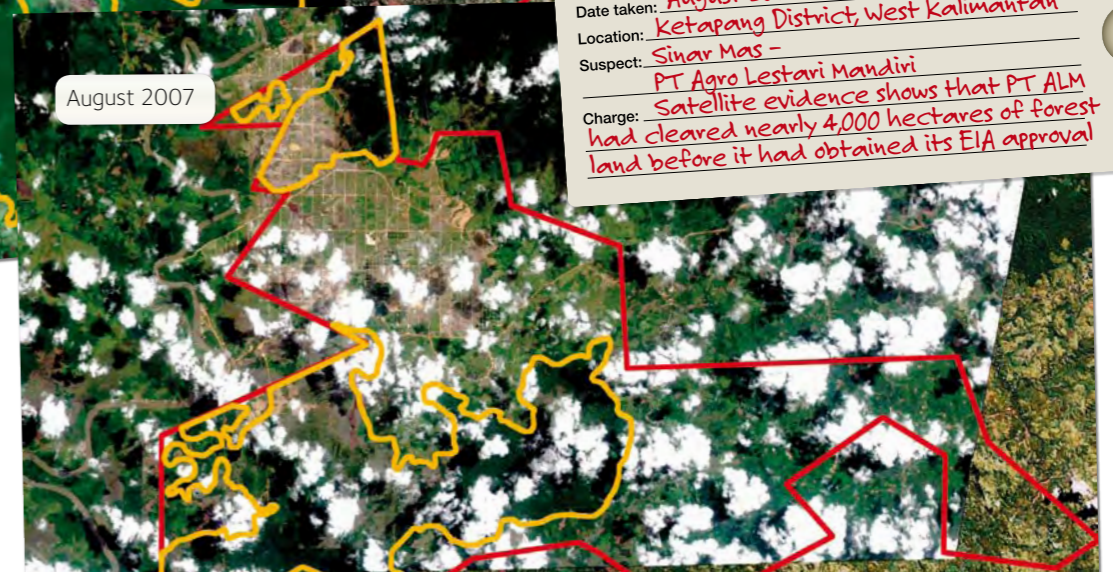 August 2007
Date taken: August
Location: Ketapang District, West Kalimantan
Suspect: Sinar Mas –
PT Agro Lestari Mandiri
Charge: Satellite evidence shows that PT ALM
had cleared nearly 4,000 hectares of forest
land before it had obtained its EIA approval